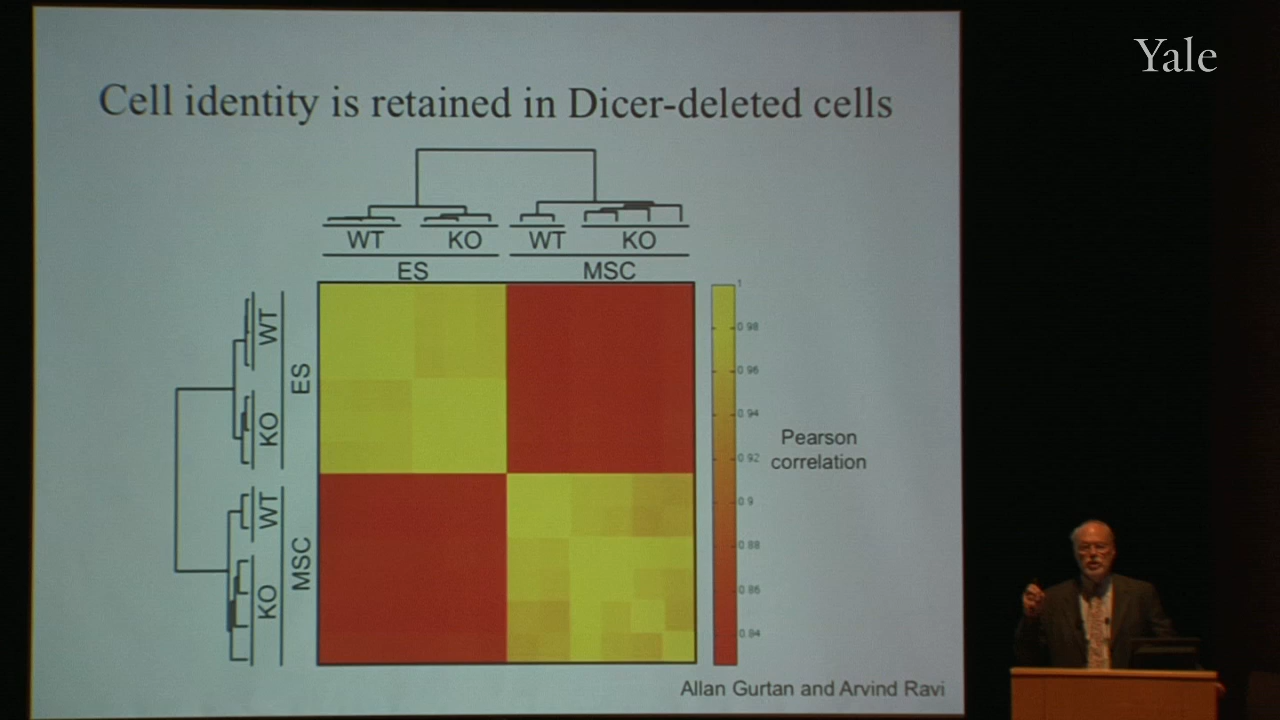 Yale
Cell identity is retained in Dicer-deleted cells
WT KO WT KO
ES MSC
WT
KO
ES
WT
KO
MSC
1
0.98
0.96
0.94
0.92
0.9
0.88
0.86
0.84
Pearson
correlation
Allan Gurtan and Arvind Ravi